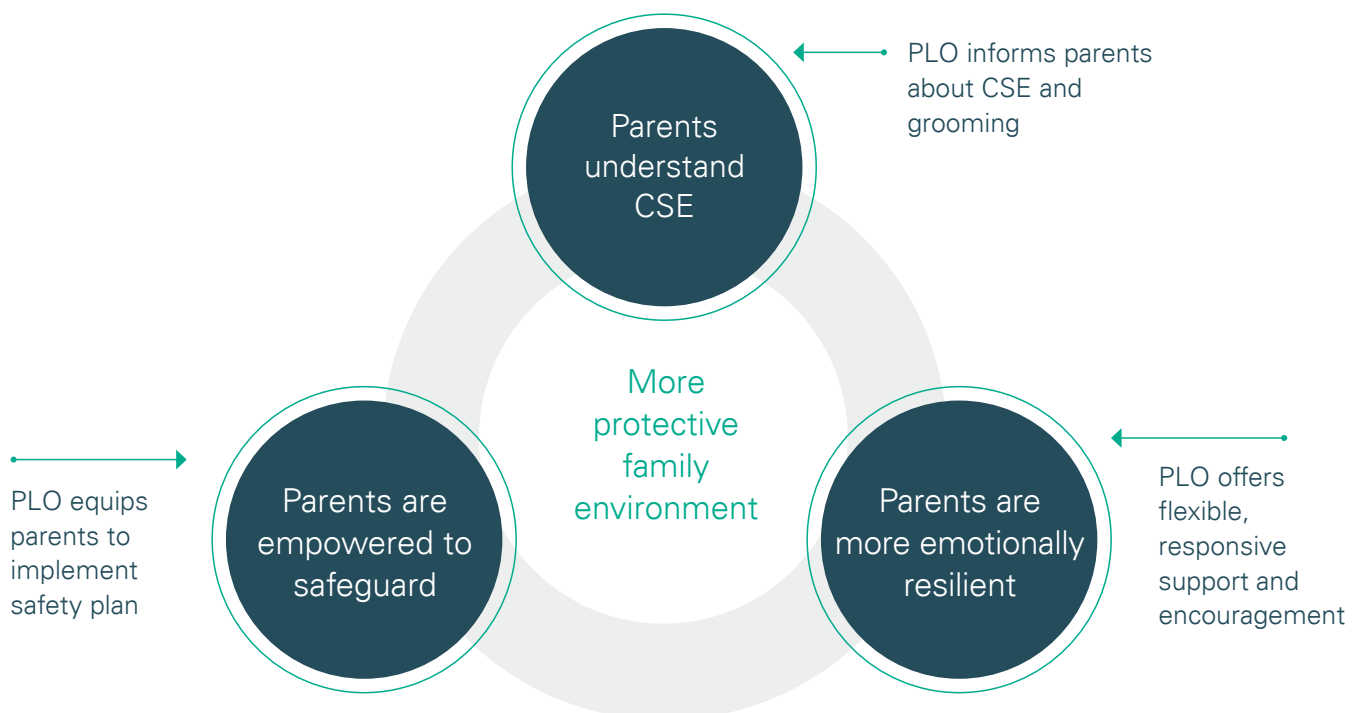 PLO informs parents
about CSE and
grooming
Parents
understand
CSE
More
protective
family
environment
PLO equips
parents to
implement
safety plan
Parents are
empowered to
safeguard
Parents are
more emotionally
resilient
PLO offers
flexible,
responsive
support and
encouragement